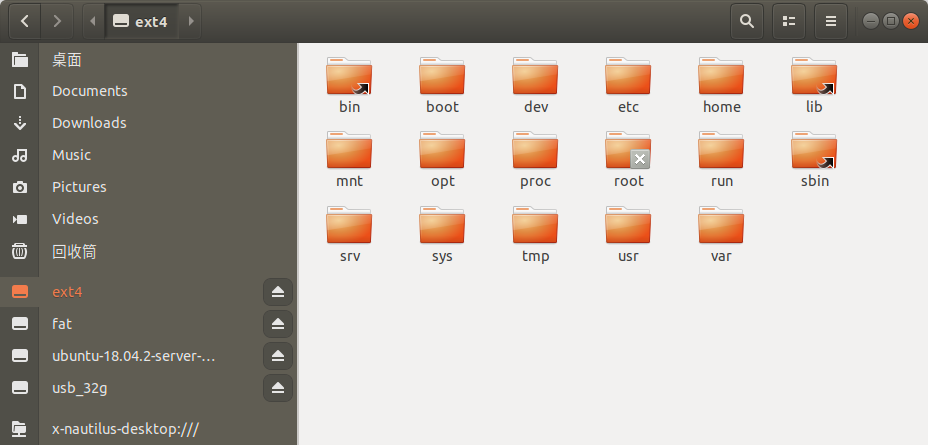 ext4
桌面
Documents
Downloads
Music
Pictures
Videos
回收筒
ext4
fat
ubuntu-18.04.2-server-…
usb_32g
x-nautilus-desktop:///
bin boot dev etc home lib
mnt opt proc root run sbin
srv sys tmp usr var